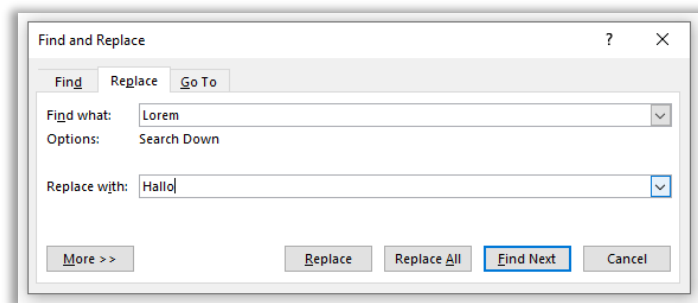 Find and Replace ?
Find Replace Go To
Find what: Lorem
Options: Search Down
Replace with: Hallo
More >> Replace Replace All Find Next Cancel